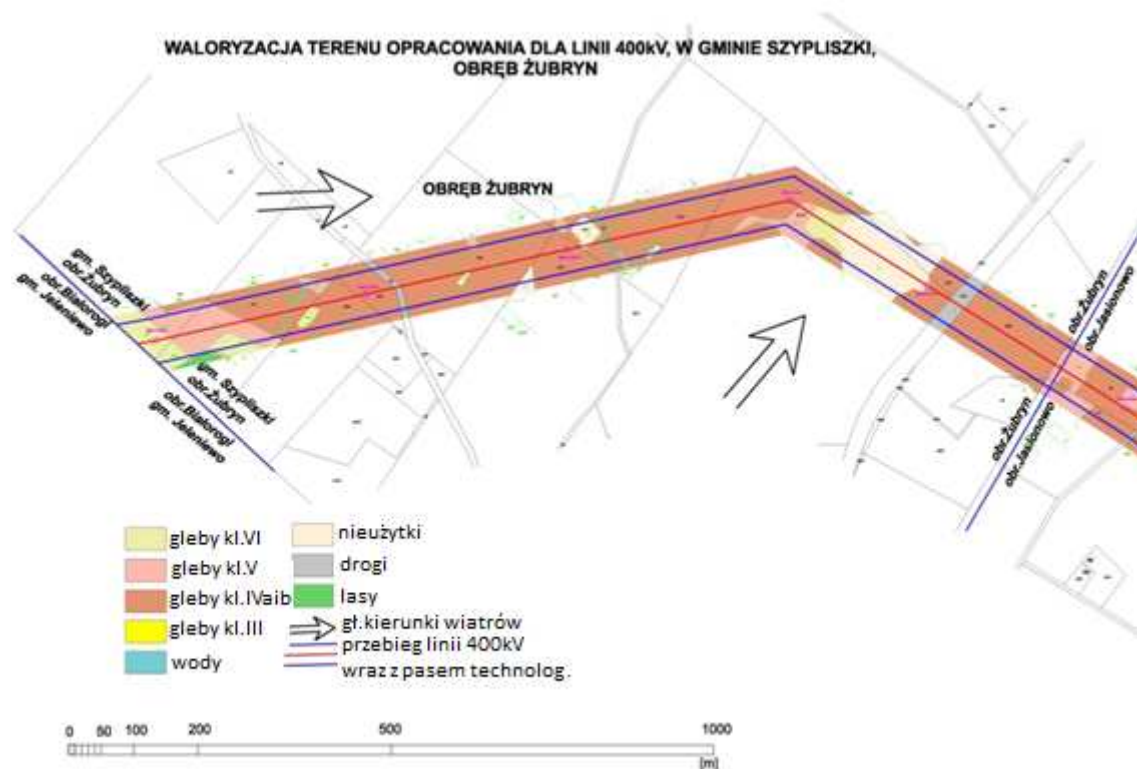 WALORYZACJA TERENU OPRACOWANIA DLA LINII 400kV, W GMINIE SZYPLISZKI,
OBRĘB ŻUBRYN
OBRĘB ŻUBRYN
gm. Szypliszki
obr.Żubryn
obr.Białorogi
gm. Jeleniewo
gm. Szypliszki
obr.Żubryn
obr.Białorogi
gm. Jeleniewo
obr.Żubryn
obr.Jasionowo
obr.Żubryn
obr.Jasionowo
gleby kl.VI
gleby kl.V
gleby kl.IVaib
gleby kl.III
wody
nieużytki
drogi
lasy
gł.kierunki wiatrów
przebieg linii 400kV
wraz z pasem technolog.
0 50 100 200 500 1000
[m]